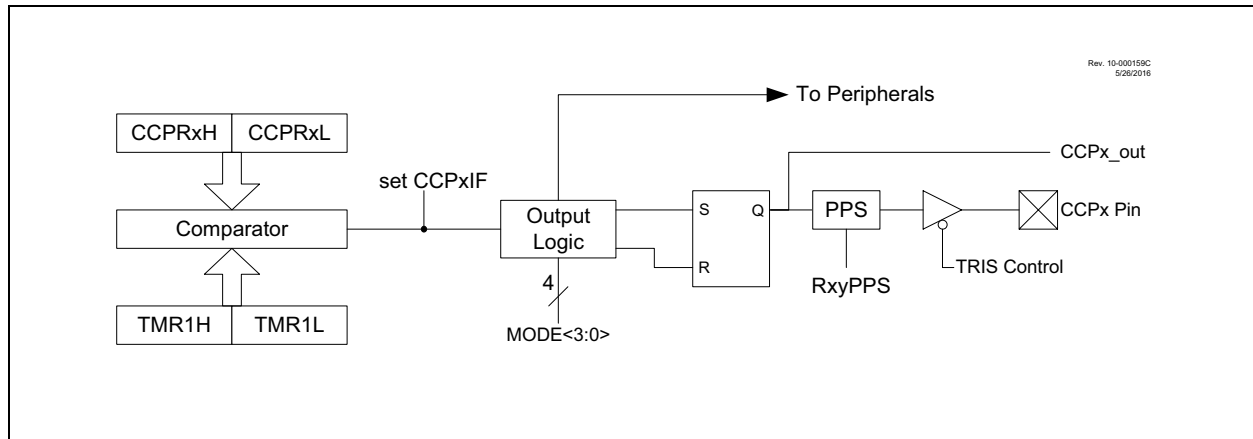 Rev. 10-000159C
5/26/2016
To Peripherals
CCPRxH CCPRxL
CCPx_out
set CCPxIF
Output
Logic
S Q
R
PPS
CCPx Pin
Comparator
TRIS Control
4
RxyPPS
TMR1H TMR1L
MODE<3:0>